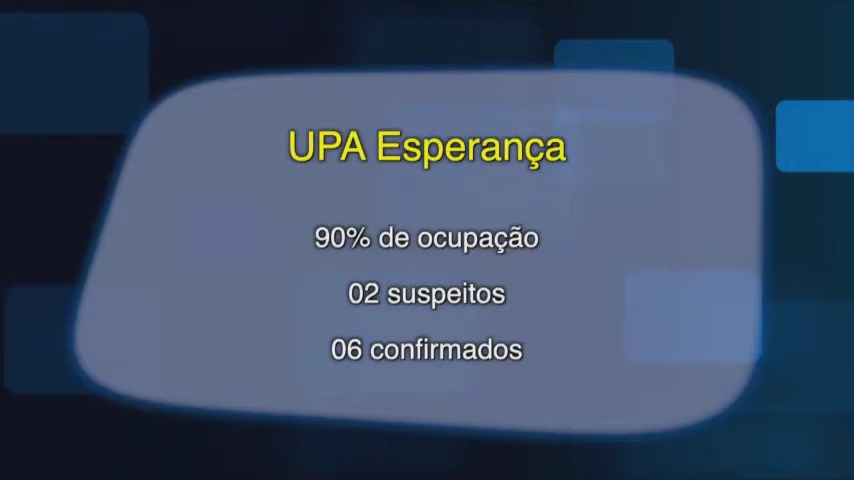 UPA Esperança
90% de ocupação
02 suspeitos
06 confirmados